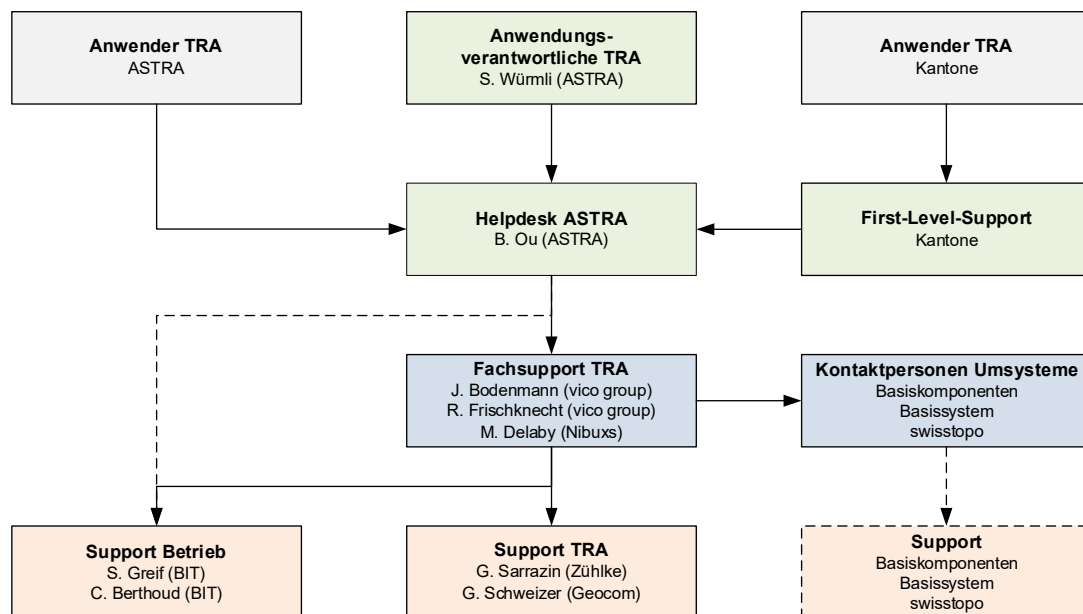 Anwender TRA
ASTRA
Anwendungs-
verantwortliche TRA
S. Würmli (ASTRA)
Anwender TRA
Kantone
Helpdesk ASTRA
B. Ou (ASTRA)
First-Level-Support
Kantone
Fachsupport TRA
J. Bodenmann (vico group)
R. Frischknecht (vico group)
M. Delaby (Nibuxs)
Kontaktpersonen Umsysteme
Basiskomponenten
Basissystem
swisstopo
Support Betrieb
S. Greif (BIT)
C. Berthoud (BIT)
Support TRA
G. Sarrazin (Zühlke)
G. Schweizer (Geocom)
Support
Basiskomponenten
Basissystem
swisstopo